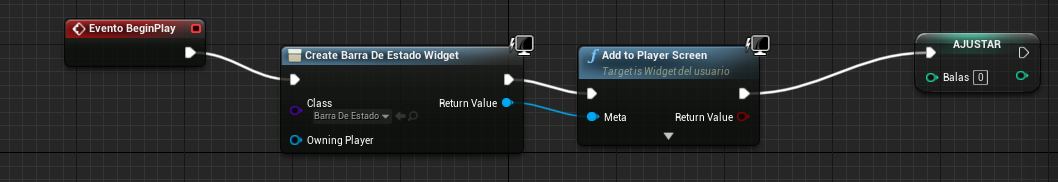 Evento BeginPlay
Create Barra De Estado Widget
Class
Barra De Estado
Return Value
Owning Player
f Add to Player Screen
Target is Widget del usuario
Meta
Return Value
AJUSTAR
Balas 0